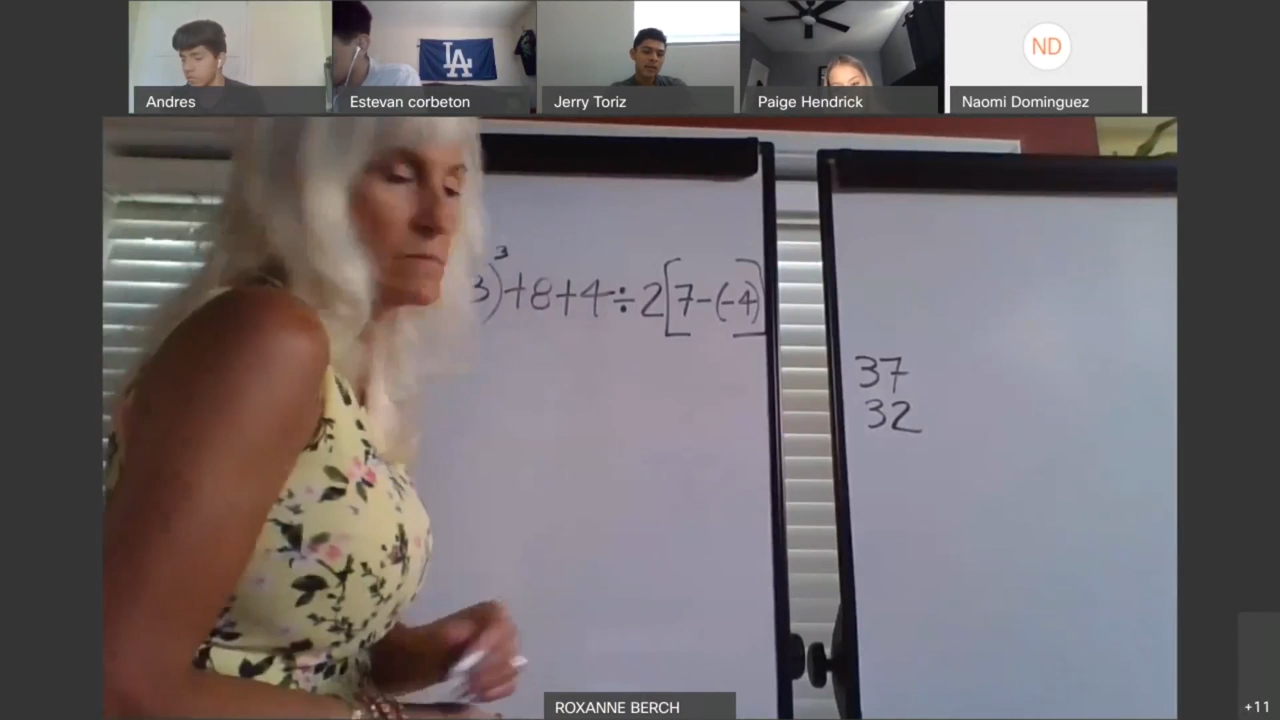 Andres
Estevan corbeton
Jerry Toriz
Paige Hendrick
ND
Naomi Dominguez
LA
3)³+8+4÷2[7-(-4)]
37
32
ROXANNE BERCH
+11